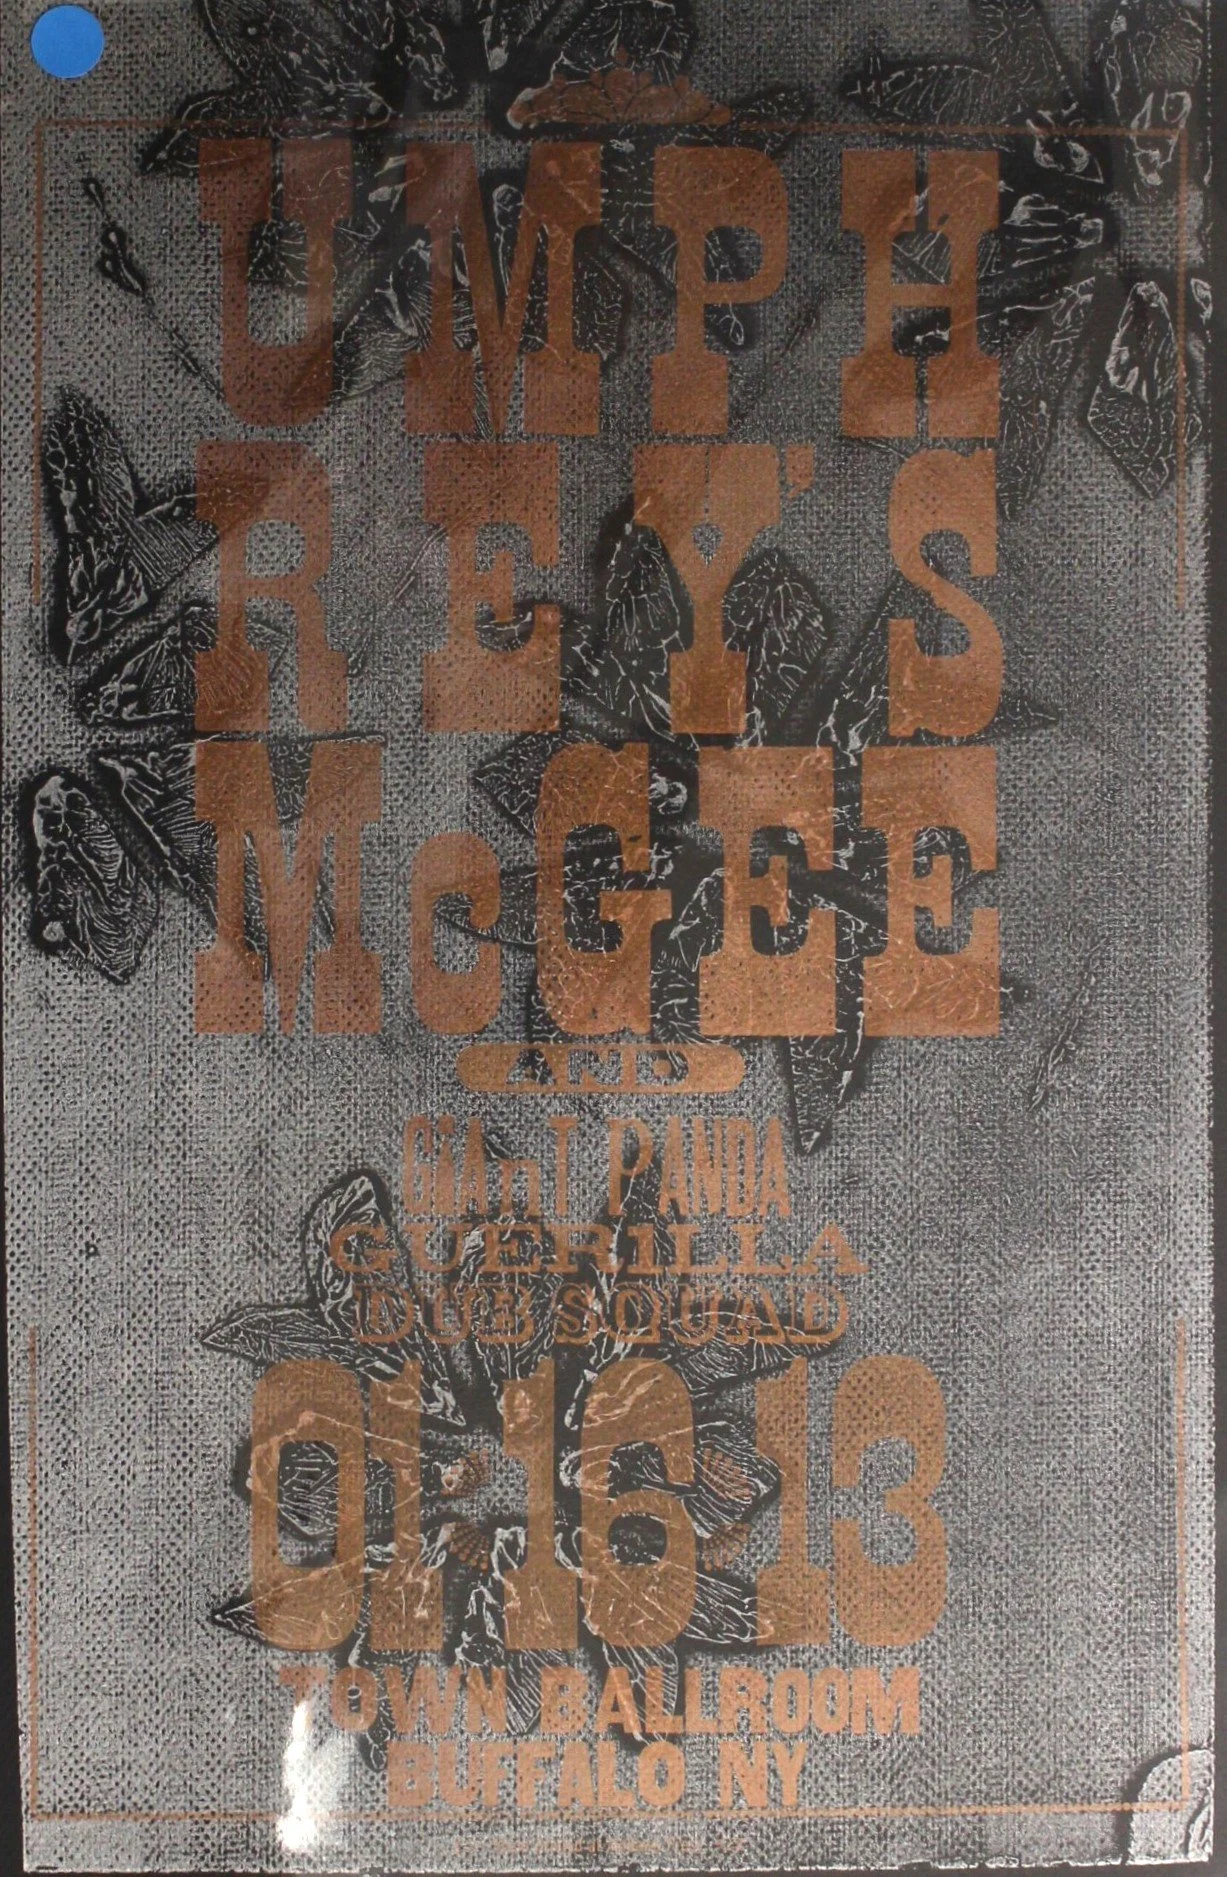 UMPH
REY'S
McGEE
AND
GiAnT PANDA
GUERiLLA
DUB SQUAD
01.16.13
TOWN BALLROOM
BUFFALO NY